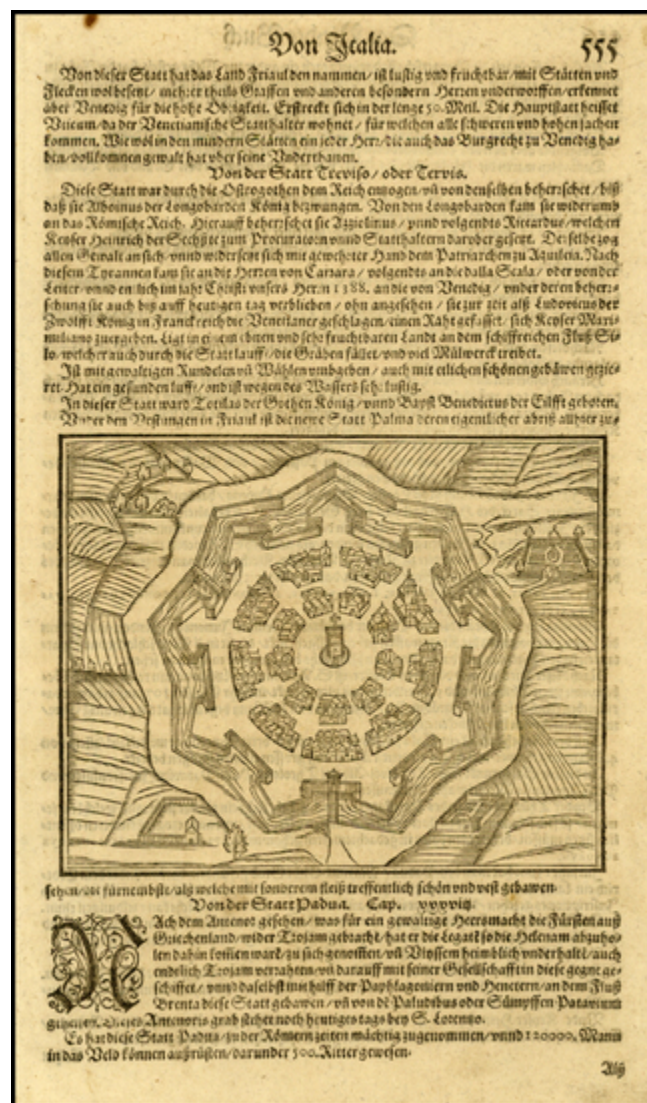 Von Italia. 555
Von dieser Statt hat das Land Friaul den nammen / ist lustig vnd fruchtbar / mit Stätten vnd
Flecken wol besent / mehrer theils Graffen vnd anderen besondern Herren vnderworffen / erkennet
aber Venedig für die hohe Obrigkeit. Erstreckt sich in der lenge 50. Meil. Die Hauptstatt heisset
da der Venetianische Statthalter wohnet / für welchen alle schweren vnd hohen sachen
kommen. Wie wol in den mindern Stätten ein jeder Herr / die auch das Burgrecht zu Venedig ha-
ben / vollkomnen gewalt hat vber seine Vnderthanen.
Von der Statt Treviso / oder Tervis.
Diese Statt war durch die Ostrogothen dem Reich entzogen / vñ von denselben beherrschet / biß
daß sie Alboinus der Longobarden König bezwungen. Von den Longobarden kam sie widerumb
an das Römische Reich. Hierauff beherrschet sie Azzielinus / vnnd volgendts Riccardus / welchen
Keyser Heinrich der Sechßte zum Procuratorn vnnd Statthaltern darüber gesetzt. Derselbe zog
allen Gewalt an sich / vnnd widersetzt sich mit gewehrter Hand dem Patriarchen zu Aquileia. Nach
diesem Tyrannen kam sie an die Herren von Carrara / volgendts an die dalla Scala / oder von der
Leiter / vnnd endlich im jahr Christi vnsers Herrn 1388. an die von Venedig / vnder deren beherr-
schung sie auch biß auff heutigen tag verblieben / ohn angesehen / sie zur zeit alß Ludovicus der
Zwölfft König in Franckreich die Venetianer geschlagen / einen Raht gefasset / sich Keyser Maxi-
miliano zu ergeben. Ligt in einem ebnen vnd sehr fruchtbaren Landt an dem schiffreichen Fluß Si-
lo / welcher auch durch die Statt lauff / die Gräben füllet / vnd viel Mülwerck treibet.
Ist mit gewaltigen Rundelen vñ Wählen vmbgeben / auch mit etlichen schönen gebäwen gezie-
ret. Hat ein gesunden lufft / vnd ist wegen des Wassers sehr lustig.
In dieser Statt ward Totilas der Gothen König / vnnd Bapst Benedictus der Eilfft geboren.
Vnder den Vestungen in Friaul ist die newe Statt Palma deren eigentlicher abriß allhier zu-
sehen / die fürnembste / als welche mit sonderem fleiß treffentlich schön vnd vest gebawen.
Von der Statt Padua. Cap.
NAch dem Antenor gesehen / was für ein gewaltige Heersmacht die Fürsten auß
Griechenland / wider Trojam gebracht / hat er die Legatē so die Helenam abzuho-
len dahin kommen warē / zu sich genommen / vñ Vlyssem heimblich vnderhaltē / auch
endtlich Trojam verrahten / vñ darauff mit seiner Gesellschafft in diese gegne ge-
schiffet / vnnd daselbst mit hülff der Paphlagoniern vnd Henetern / an dem Fluß
Brenta diese Statt gebawen / vñ von dē Paludibus oder Sümpffen Patavium
geheissen. Dieses Antenoris grab stehet noch heutiges tags bey S. Lorentzo.
Es hat diese Statt Padua / zu der Römern zeiten mächtig zugenommen / vnnd 120000. Mann
in das Veld können außrüsten / darunder 500. Ritter gewesen.
Alß